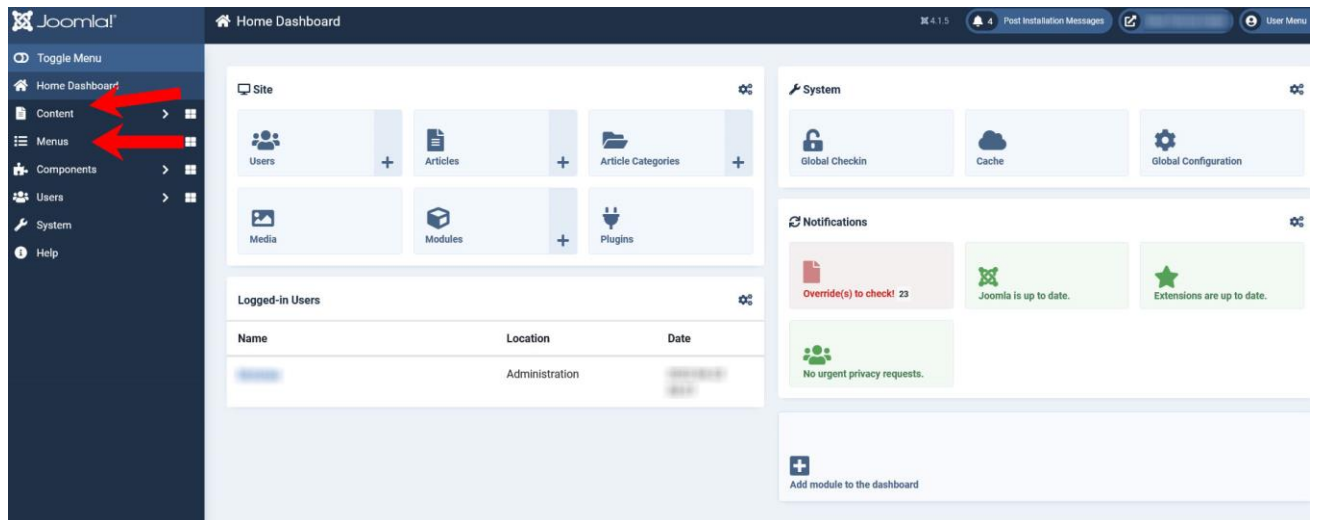 Joomla!®
Home Dashboard
4.1.5
4 Post Installation Messages
User Menu
Toggle Menu
Home Dashboard
Content
Menus
Components
Users
System
Help
Site
Users
Articles
Article Categories
Media
Modules
Plugins
Logged-in Users
Name Location Date
Administration
System
Global Checkin
Cache
Global Configuration
Notifications
Override(s) to check! 23
Joomla is up to date.
Extensions are up to date.
No urgent privacy requests.
Add module to the dashboard